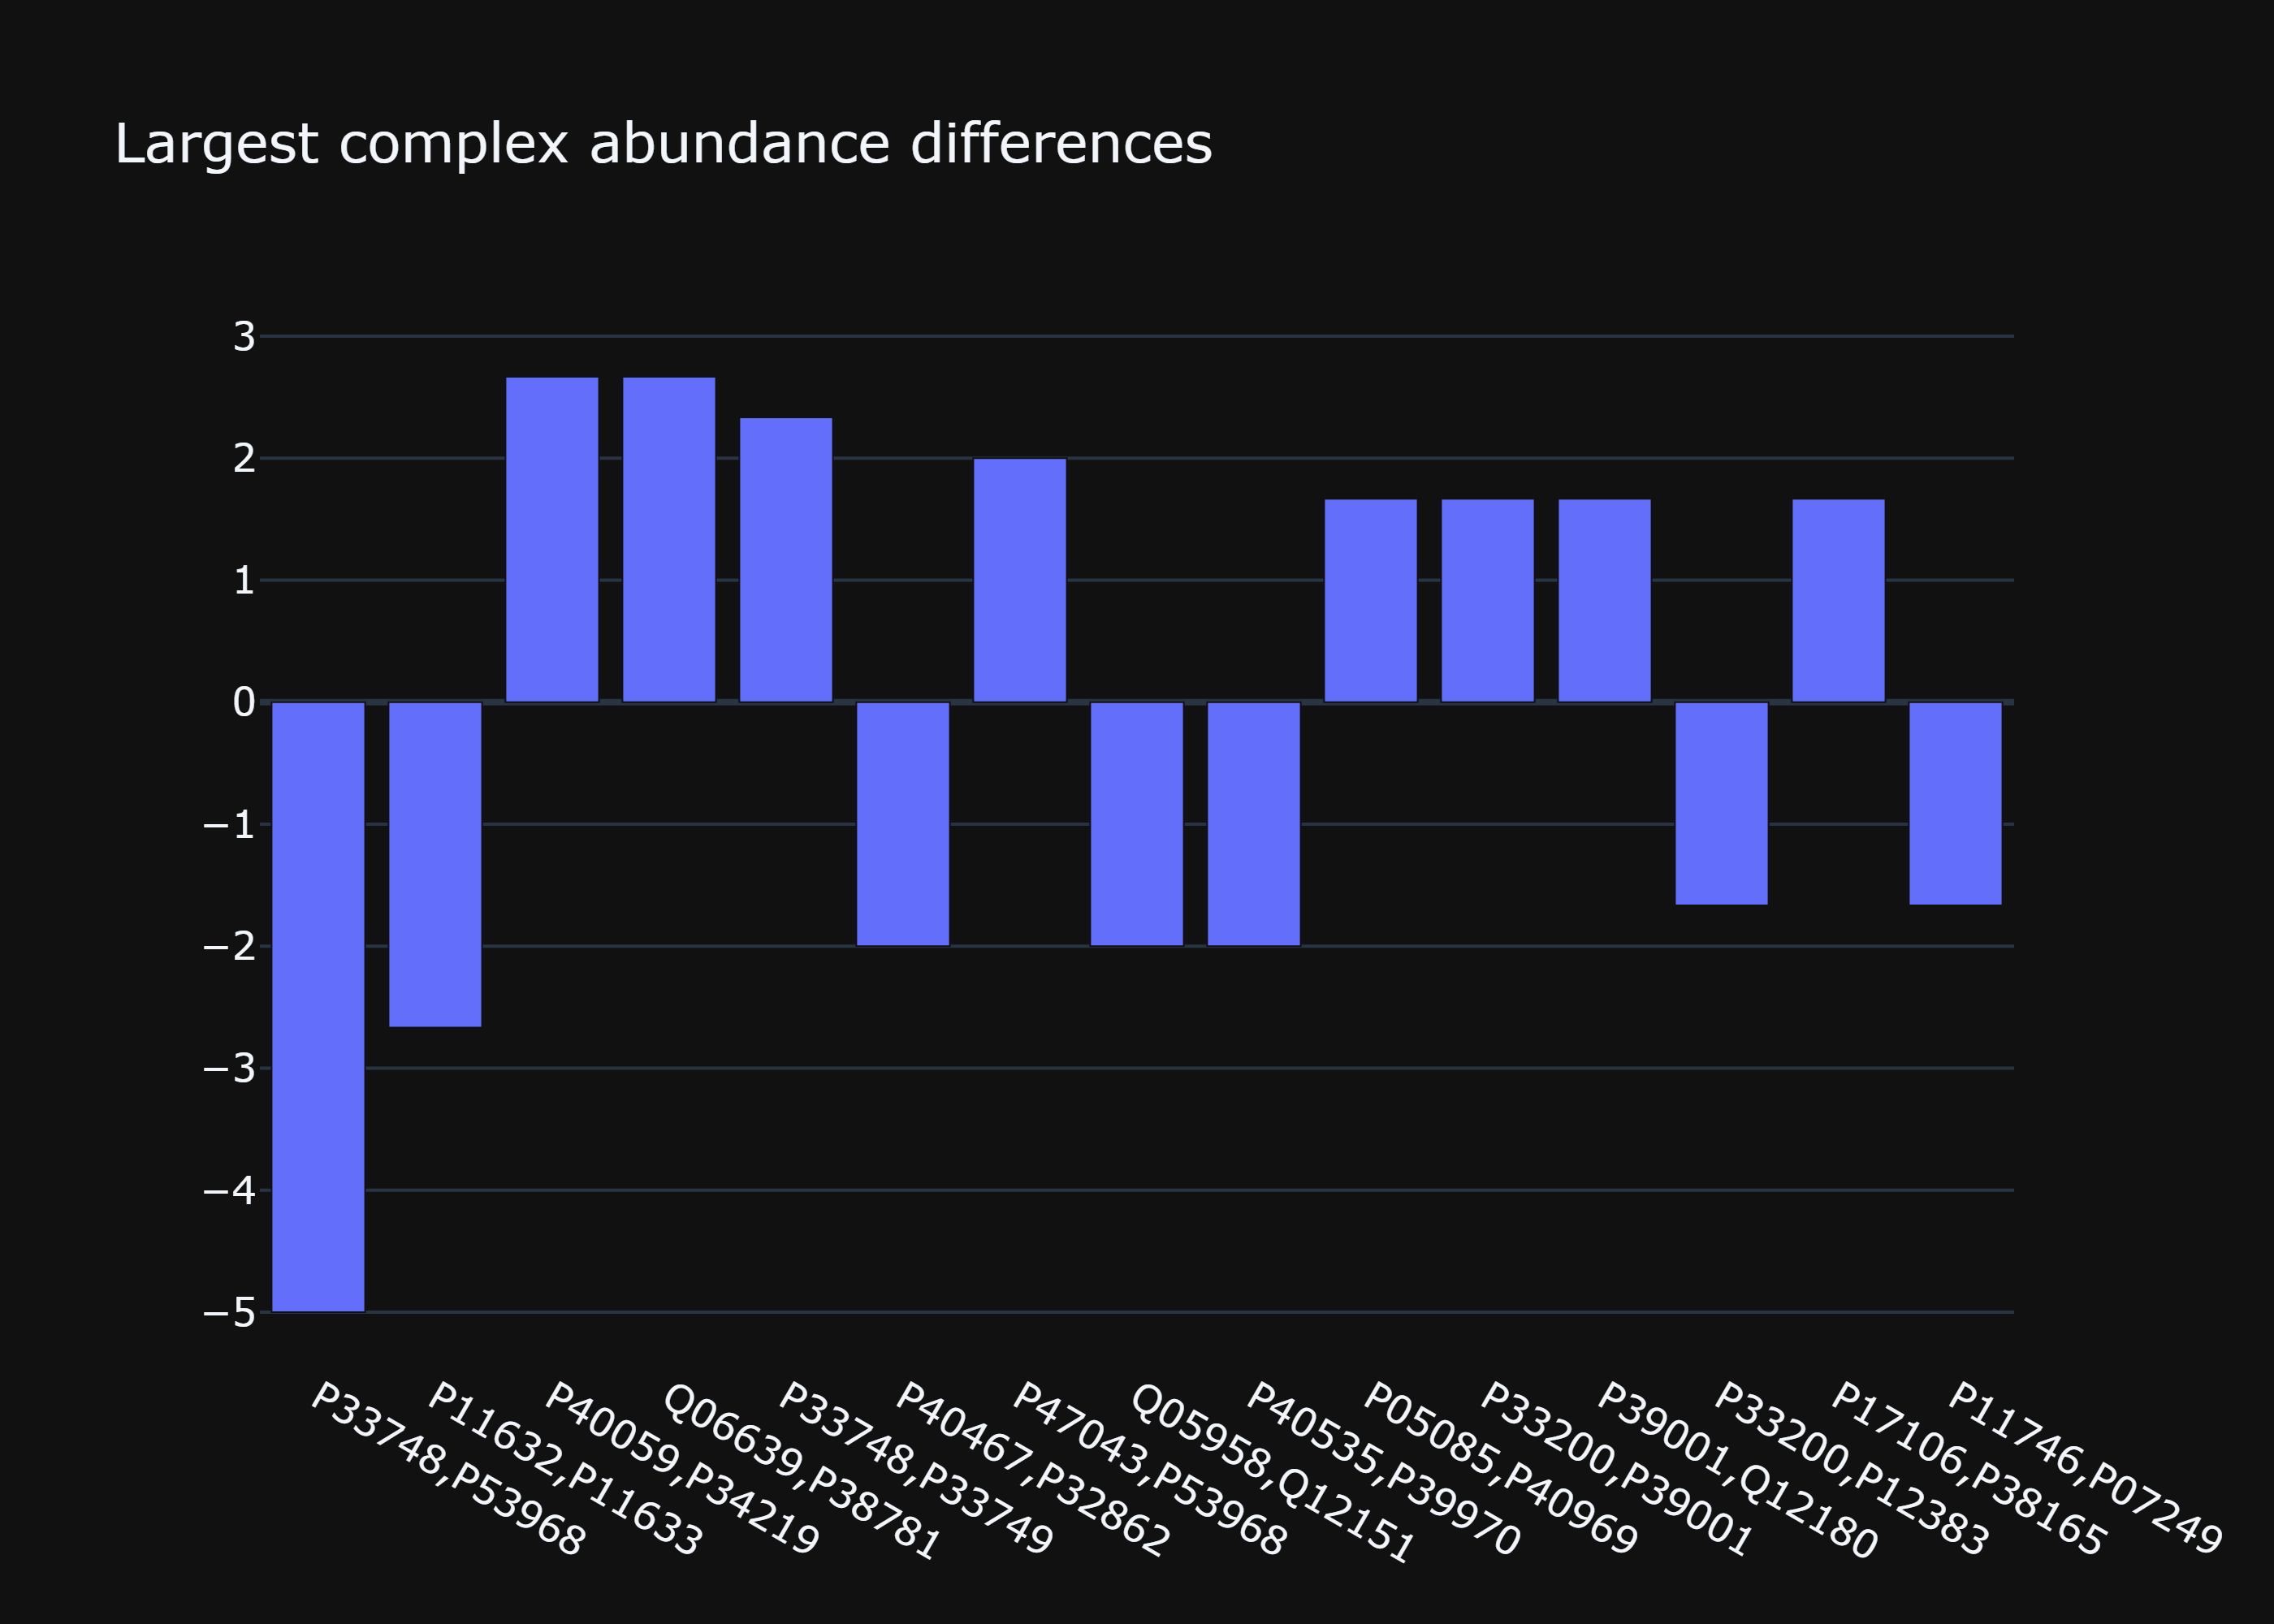 Largest complex abundance differences
3
2
1
0
−1
−2
−3
−4
−5
P33748,P53968
P11632,P11633
P40059,P34219
Q06639,P38781
P33748,P33749
P40467,P32862
P47043,P53968
Q05958,Q12151
P40535,P39970
P05085,P40969
P33200,P39001
P39001,Q12180
P33200,P12383
P17106,P38165
P11746,P07249